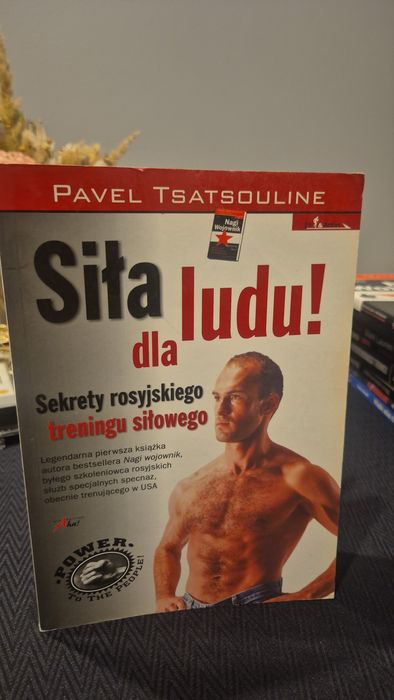 PAVEL TSATSOULINE
Nagi
Wojownik
Siła
dla ludu!
Sekrety rosyjskiego
treningu siłowego
Legendarna pierwsza książka
autora bestsellera Nagi wojownik,
byłego szkoleniowca rosyjskich
służb specjalnych specnaz,
obecnie trenującego w USA
Aha!
POWER
TO THE PEOPLE!